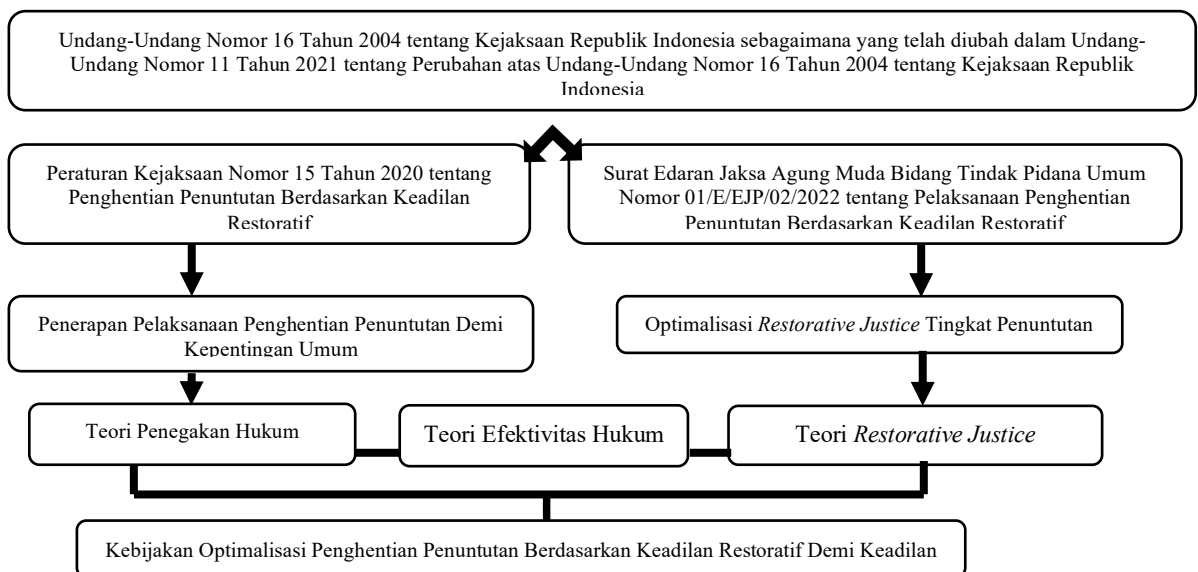 Undang-Undang Nomor 16 Tahun 2004 tentang Kejaksaan Republik Indonesia sebagaimana yang telah diubah dalam Undang-
Undang Nomor 11 Tahun 2021 tentang Perubahan atas Undang-Undang Nomor 16 Tahun 2004 tentang Kejaksaan Republik
Indonesia
Peraturan Kejaksaan Nomor 15 Tahun 2020 tentang
Penghentian Penuntutan Berdasarkan Keadilan
Restoratif
Surat Edaran Jaksa Agung Muda Bidang Tindak Pidana Umum
Nomor 01/E/EJP/02/2022 tentang Pelaksanaan Penghentian
Penuntutan Berdasarkan Keadilan Restoratif
Penerapan Pelaksanaan Penghentian Penuntutan Demi
Kepentingan Umum
Optimalisasi Restorative Justice Tingkat Penuntutan
Teori Penegakan Hukum
Teori Efektivitas Hukum
Teori Restorative Justice
Kebijakan Optimalisasi Penghentian Penuntutan Berdasarkan Keadilan Restoratif Demi Keadilan